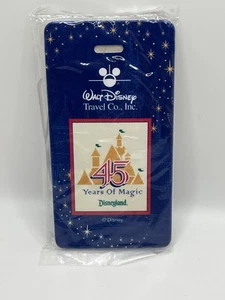 Walt Disney
Travel Co., Inc.
45
Years Of Magic
Disneyland
© Disney